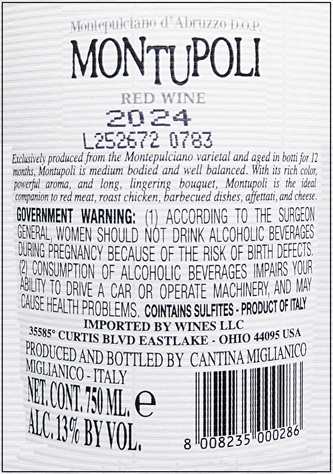 Montepulciano d'Abruzzo D.O.P.
MONTUPOLI
RED WINE
2024
L252672 0783
Exclusively produced from the Montepulciano varietal and aged in botti for 12
months, Montupoli is medium bodied and well balanced. With its rich color,
powerful aroma, and long, lingering bouquet, Montupoli is the ideal
companion to red meat, roast chicken, barbecued dishes, affettati, and cheese.
GOVERNMENT WARNING: (1) ACCORDING TO THE SURGEON
GENERAL, WOMEN SHOULD NOT DRINK ALCOHOLIC BEVERAGES
DURING PREGNANCY BECAUSE OF THE RISK OF BIRTH DEFECTS.
(2) CONSUMPTION OF ALCOHOLIC BEVERAGES IMPAIRS YOUR
ABILITY TO DRIVE A CAR OR OPERATE MACHINERY, AND MAY
CAUSE HEALTH PROBLEMS. COINTAINS SULFITES - PRODUCT OF ITALY
IMPORTED BY WINES LLC
35585° CURTIS BLVD EASTLAKE - OHIO 44095 USA
PRODUCED AND BOTTLED BY CANTINA MIGLIANICO
MIGLIANICO - ITALY
NET. CONT. 750 ML. e
ALC. 13% BY VOL.
8 008235 000286